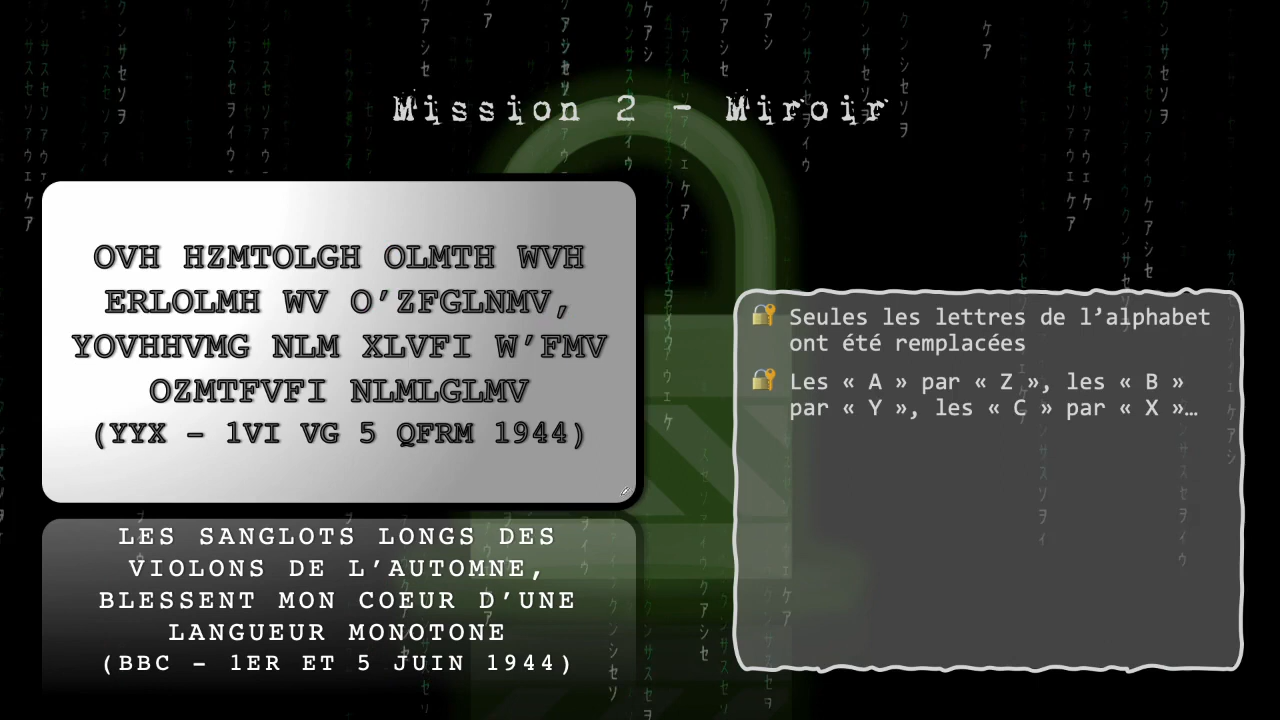 Mission 2 - Miroir
OVH HZMTOLGH OLMTH WVH
ERLOLMH WV O’ZFGLNMV,
YOVHHVMG NLM XLVFI W’FMV
OZMTFVFI NLMLGLMV
(YYX – 1VI VG 5 QFRM 1944)
LES SANGLOTS LONGS DES
VIOLONS DE L’AUTOMNE,
BLESSENT MON COEUR D’UNE
LANGUEUR MONOTONE
(BBC – 1ER ET 5 JUIN 1944)
Seules les lettres de l’alphabet
ont été remplacées
Les « A » par « Z », les « B »
par « Y », les « C » par « X »…